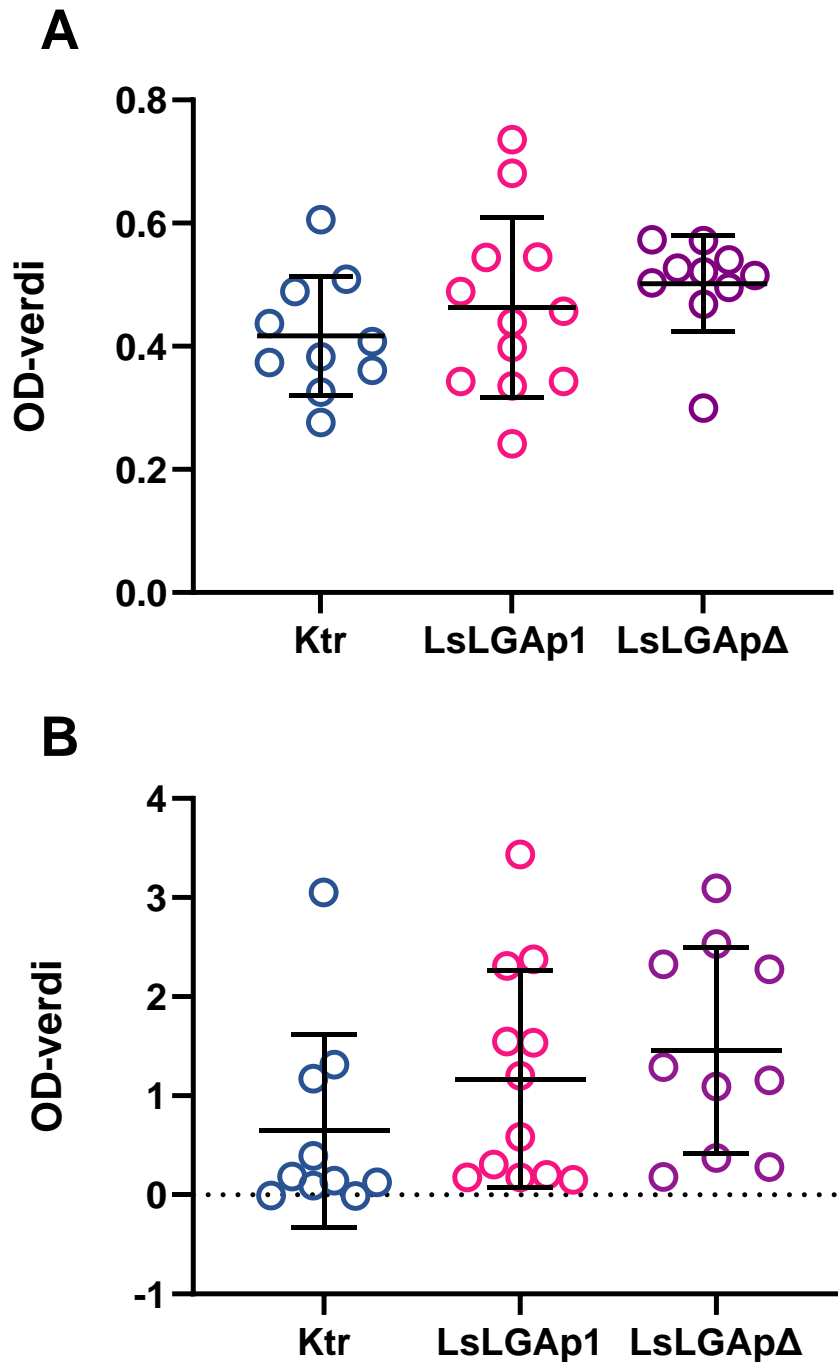 A
OD-verdi
0.8
0.6
0.4
0.2
0.0
Ktr LsLGAp1 LsLGApΔ
B
OD-verdi
4
3
2
1
0
-1
Ktr LsLGAp1 LsLGApΔ